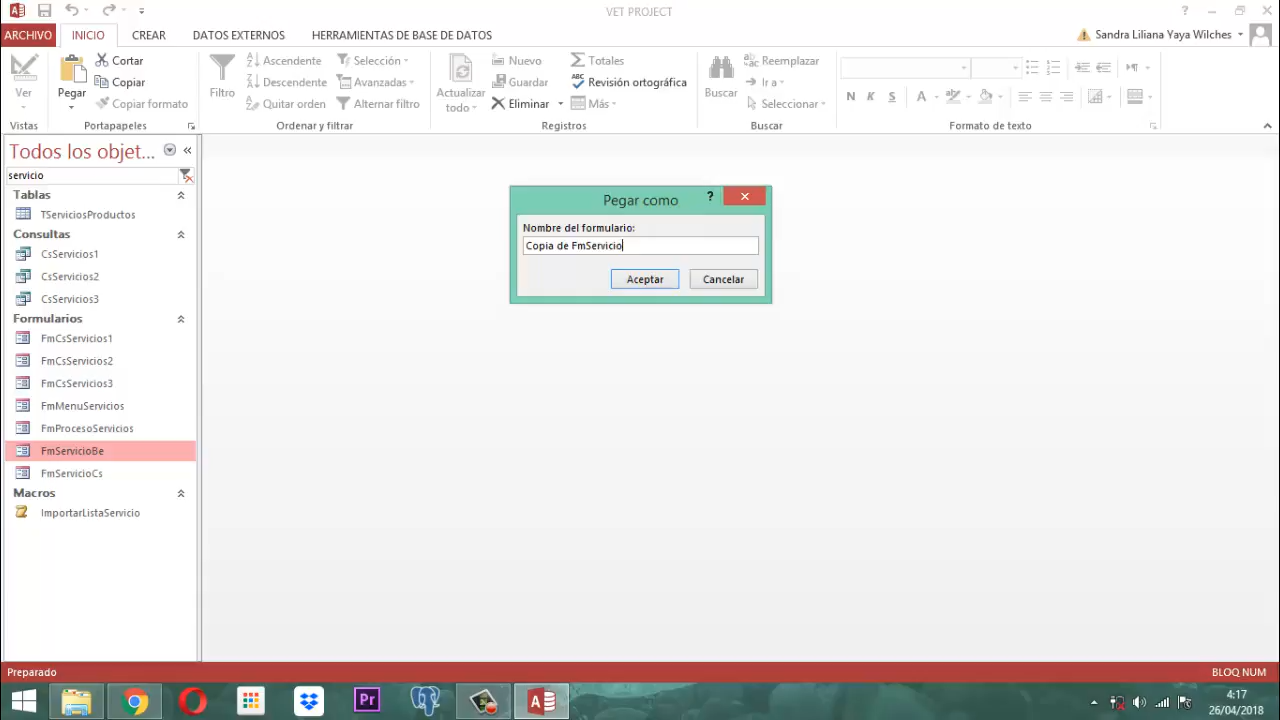 VET PROJECT
?
ARCHIVO INICIO CREAR DATOS EXTERNOS HERRAMIENTAS DE BASE DE DATOS
Sandra Liliana Yaya Wilches
Ver
Vistas
Pegar
Cortar
Copiar
Copiar formato
Portapapeles
Filtro
Ascendente
Descendente
Quitar orden
Selección
Avanzadas
Alternar filtro
Ordenar y filtrar
Actualizar
todo
Nuevo
Guardar
Eliminar
Totales
Revisión ortográfica
Más
Registros
Buscar
Reemplazar
Ir a
Seleccionar
Buscar
N K S
A
Formato de texto
Todos los objet...
servicio
Tablas
TServiciosProductos
Consultas
CsServicios1
CsServicios2
CsServicios3
Formularios
FmCsServicios1
FmCsServicios2
FmCsServicios3
FmMenuServicios
FmProcesoServicios
FmServicioBe
FmServicioCs
Macros
ImportarListaServicio
Pegar como
?
Nombre del formulario:
Copia de FmServicio
Aceptar Cancelar
Preparado
BLOQ NUM
Pr
4:17
26/04/2018